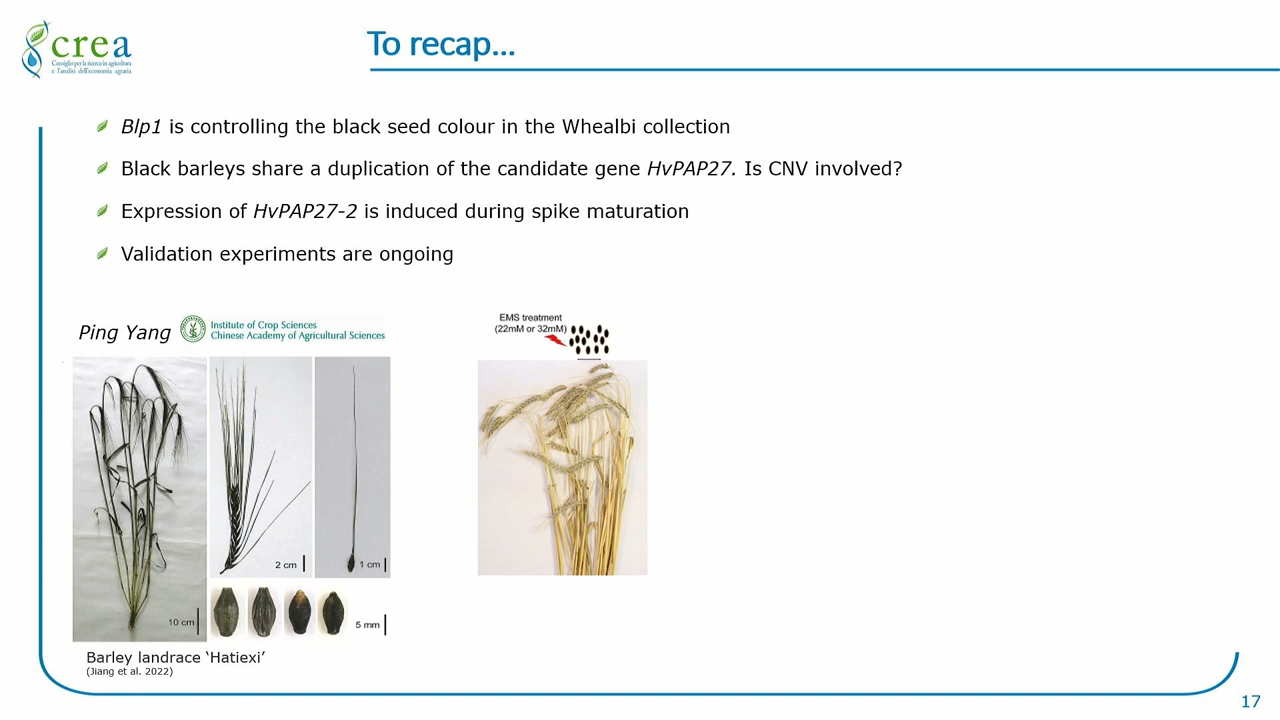 crea
Consiglio per la ricerca in agricoltura
e l'analisi dell'economia agraria
To recap...
Blp1 is controlling the black seed colour in the Whealbi collection
Black barleys share a duplication of the candidate gene HvPAP27. Is CNV involved?
Expression of HvPAP27-2 is induced during spike maturation
Validation experiments are ongoing
Ping Yang
Institute of Crop Sciences
Chinese Academy of Agricultural Sciences
EMS treatment
(22mM or 32mM)
2 cm
1 cm
10 cm
5 mm
Barley landrace ‘Hatiexi’
(Jiang et al. 2022)
17